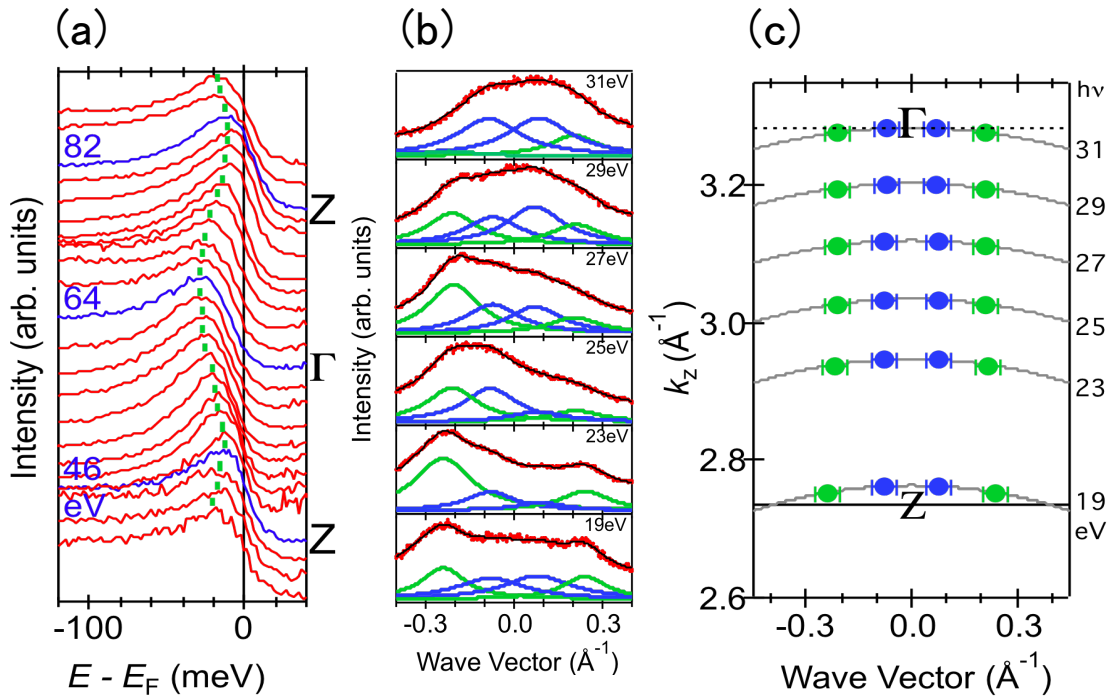 (a)
82
Z
64
Γ
46
eV
Z
Intensity (arb. units)
-100
0
E - E_F (meV)
(b)
31eV
29eV
27eV
25eV
23eV
19eV
Intensity (arb. units)
-0.3
0.0
0.3
Wave Vector (Å⁻¹)
(c)
hν
Γ
31
3.2
29
27
3.0
25
23
2.8
19
Z
eV
2.6
k_z (Å⁻¹)
-0.3
0.0
0.3
Wave Vector (Å⁻¹)